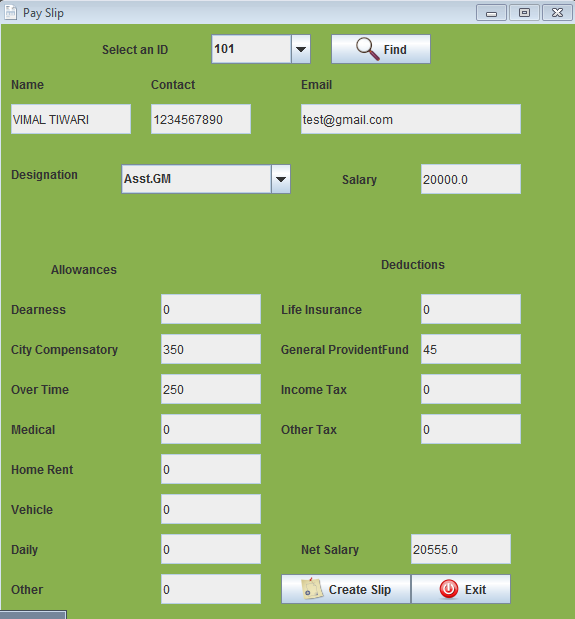 Pay Slip
Select an ID 101 Find
Name Contact Email
VIMAL TIWARI 1234567890 test@gmail.com
Designation Asst.GM Salary 20000.0
Allowances Deductions
Dearness 0 Life Insurance 0
City Compensatory 350 General ProvidentFund 45
Over Time 250 Income Tax 0
Medical 0 Other Tax 0
Home Rent 0
Vehicle 0
Daily 0 Net Salary 20555.0
Other 0 Create Slip Exit